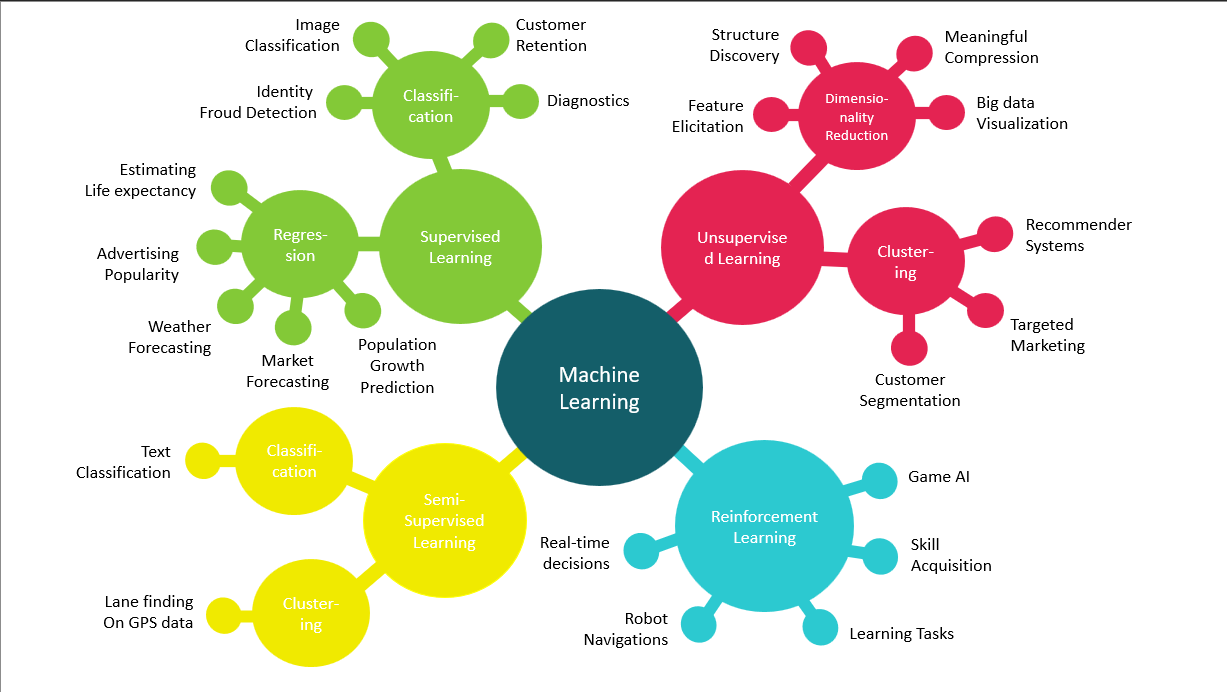 Image
Classification
Customer
Retention
Identity
Froud Detection
Classifi-
cation
Diagnostics
Estimating
Life expectancy
Advertising
Popularity
Weather
Forecasting
Market
Forecasting
Population
Growth
Prediction
Regres-
sion
Supervised
Learning
Structure
Discovery
Meaningful
Compression
Feature
Elicitation
Dimensio-
nality
Reduction
Big data
Visualization
Unsupervise
d Learning
Cluster-
ing
Recommender
Systems
Targeted
Marketing
Customer
Segmentation
Machine
Learning
Text
Classification
Classifi-
cation
Semi-
Supervised
Learning
Lane finding
On GPS data
Cluster-
ing
Reinforcement
Learning
Game AI
Skill
Acquisition
Real-time
decisions
Robot
Navigations
Learning Tasks